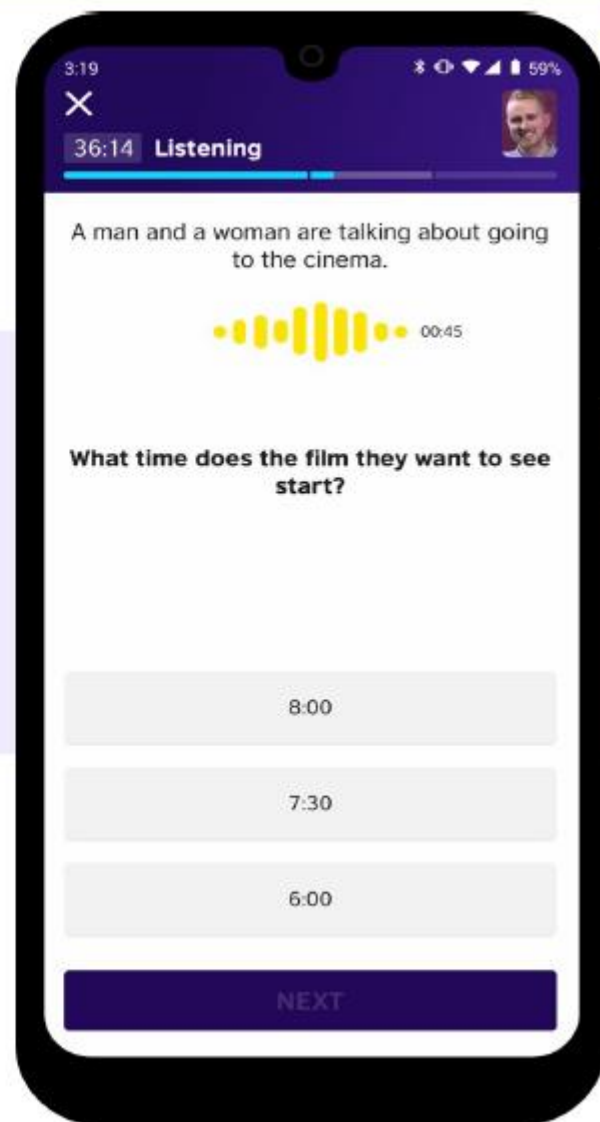 3:19 59%
36:14 Listening
A man and a woman are talking about going
to the cinema.
00:45
What time does the film they want to see
start?
8:00
7:30
6:00
NEXT